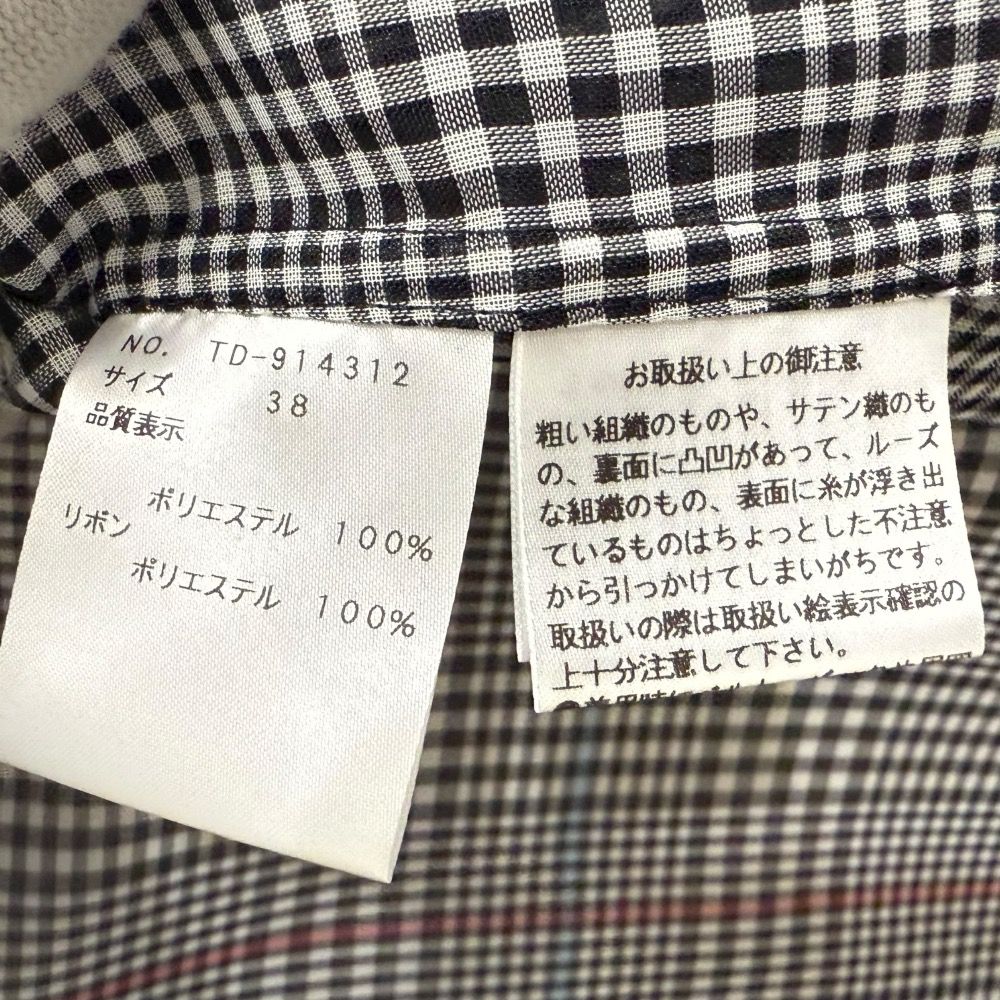 NO. TD-914312
サイズ 38
品質表示
ポリエステル 100%
リボン
ポリエステル 100%
お取扱い上の御注意
粗い組織のものや、サテン織のも
の、裏面に凸凹があって、ルーズ
な組織のもの、表面に糸が浮き出
ているものはちょっとした不注意
から引っかけてしまいがちです。
取扱いの際は取扱い絵表示確認の
上十分注意して下さい。